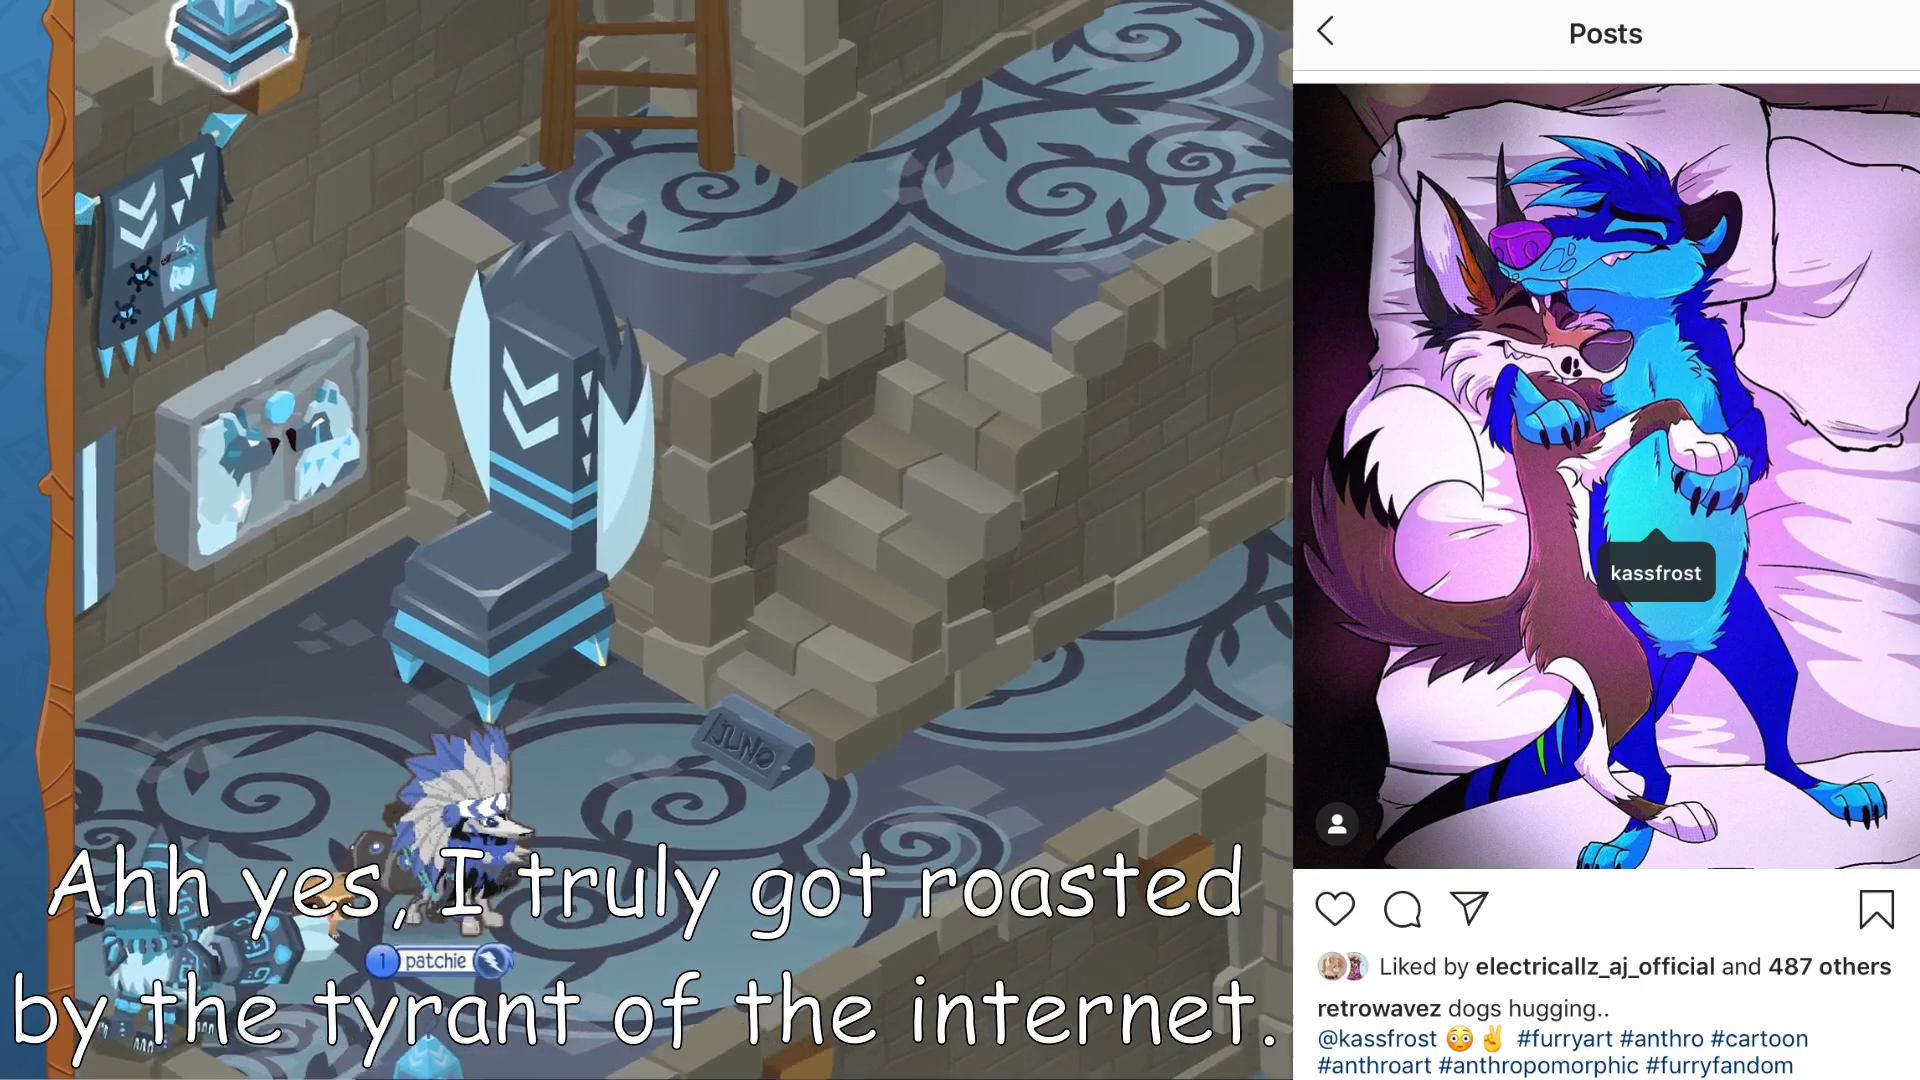 JUNO
1 patchie
Ahh yes, I truly got roasted
by the tyrant of the internet.
Posts
kassfrost
Liked by electricallz_aj_official and 487 others
retrowavez dogs hugging..
@kassfrost 😳✌️ #furryart #anthro #cartoon
#anthroart #anthropomorphic #furryfandom